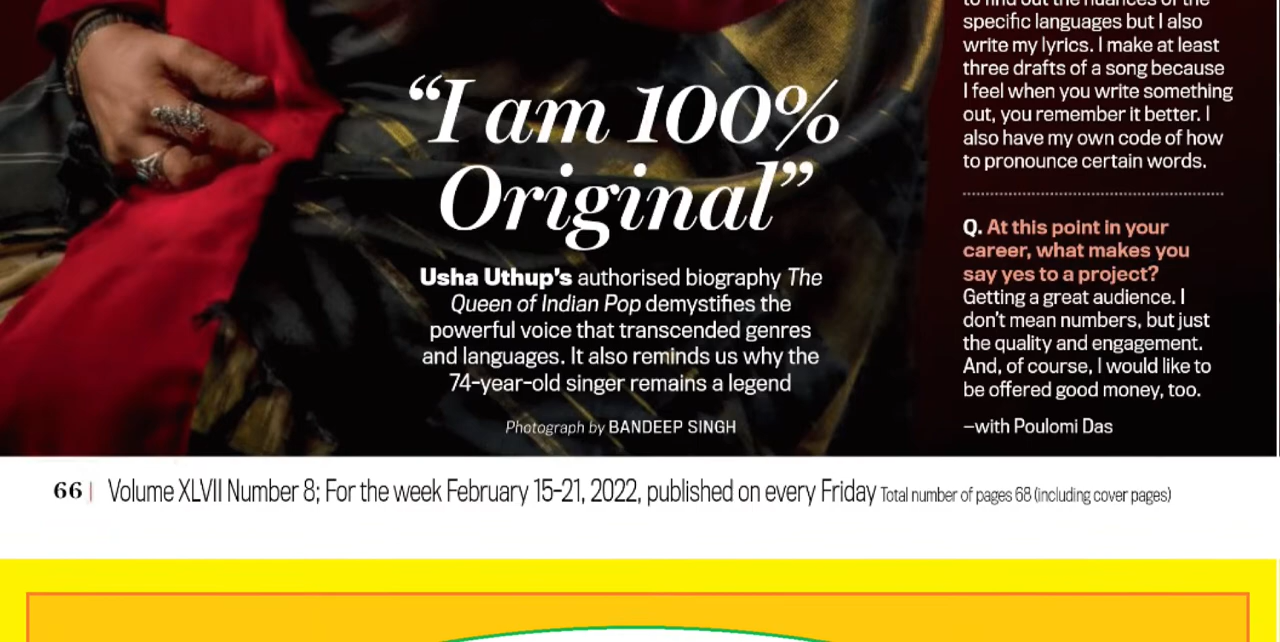 “I am 100%
Original”
Usha Uthup's authorised biography The
Queen of Indian Pop demystifies the
powerful voice that transcended genres
and languages. It also reminds us why the
74-year-old singer remains a legend
Photograph by BANDEEP SINGH
to find out the nuances of the
specific languages but I also
write my lyrics. I make at least
three drafts of a song because
I feel when you write something
out, you remember it better. I
also have my own code of how
to pronounce certain words.
Q. At this point in your
career, what makes you
say yes to a project?
Getting a great audience. I
don't mean numbers, but just
the quality and engagement.
And, of course, I would like to
be offered good money, too.
—with Poulomi Das
66 | Volume XLVII Number 8; For the week February 15-21, 2022, published on every Friday Total number of pages 68 (including cover pages)